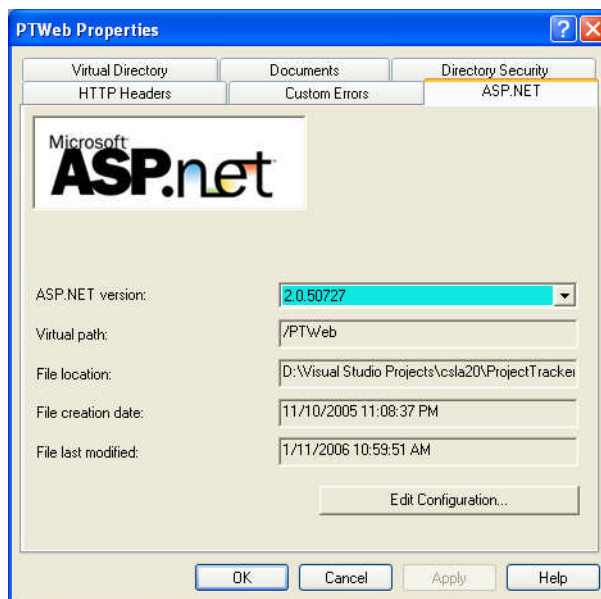 PTWeb Properties
Virtual Directory Documents Directory Security
HTTP Headers Custom Errors ASP.NET
Microsoft
ASP.net
ASP.NET version: 2.0.50727
Virtual path: /PTWeb
File location: D:\Visual Studio Projects\csla20\ProjectTracker
File creation date: 11/10/2005 11:08:37 PM
File last modified: 1/11/2006 10:59:51 AM
Edit Configuration...
OK Cancel Apply Help